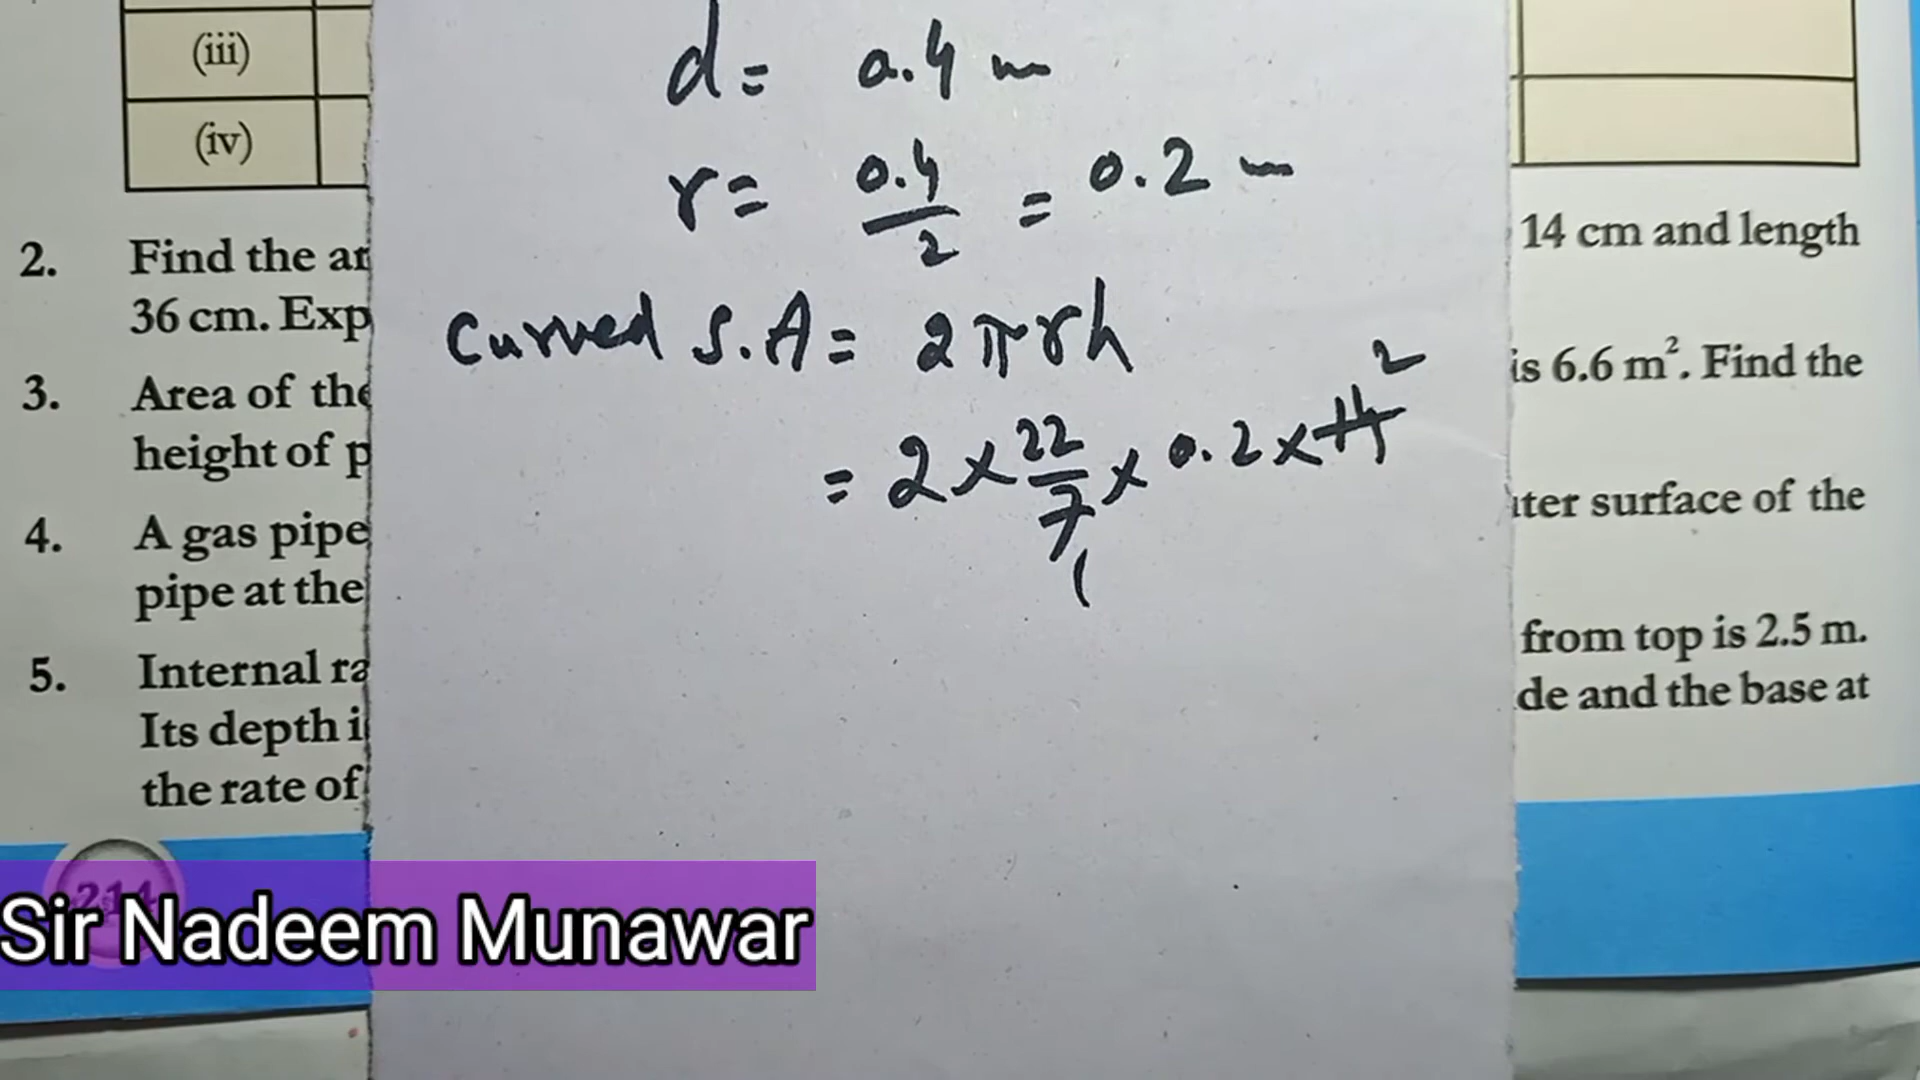 (iii)
(iv)
d = 0.4 m
r = 0.4/2 = 0.2 m
2. Find the ar
14 cm and length
36 cm. Exp
Curved S.A = 2πrh
3. Area of the
is 6.6 m². Find the
height of p
= 2 × 22/7 × 0.2 × 14 2
1
4. A gas pipe
ter surface of the
pipe at the
5. Internal ra
from top is 2.5 m.
Its depth i
de and the base at
the rate of
214
Sir Nadeem Munawar